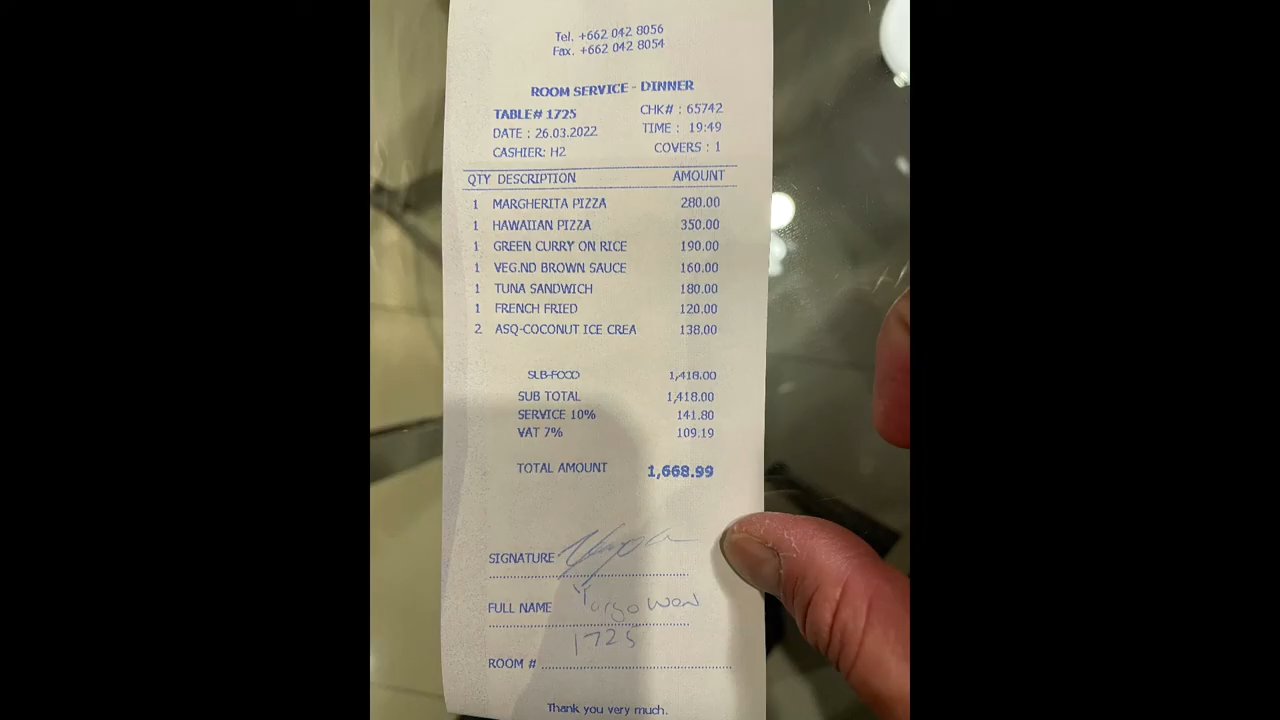 Tel. +662 042 8056
Fax. +662 042 8054
ROOM SERVICE - DINNER
TABLE# 1725 CHK# : 65742
DATE : 26.03.2022 TIME : 19:49
CASHIER: H2 COVERS : 1
QTY DESCRIPTION AMOUNT
1 MARGHERITA PIZZA 280.00
1 HAWAIIAN PIZZA 350.00
1 GREEN CURRY ON RICE 190.00
1 VEG.ND BROWN SAUCE 160.00
1 TUNA SANDWICH 180.00
1 FRENCH FRIED 120.00
2 ASQ-COCONUT ICE CREA 138.00
SUB-FOOD 1,418.00
SUB TOTAL 1,418.00
SERVICE 10% 141.80
VAT 7% 109.19
TOTAL AMOUNT 1,668.99
SIGNATURE
FULL NAME
1725
ROOM #
Thank you very much.